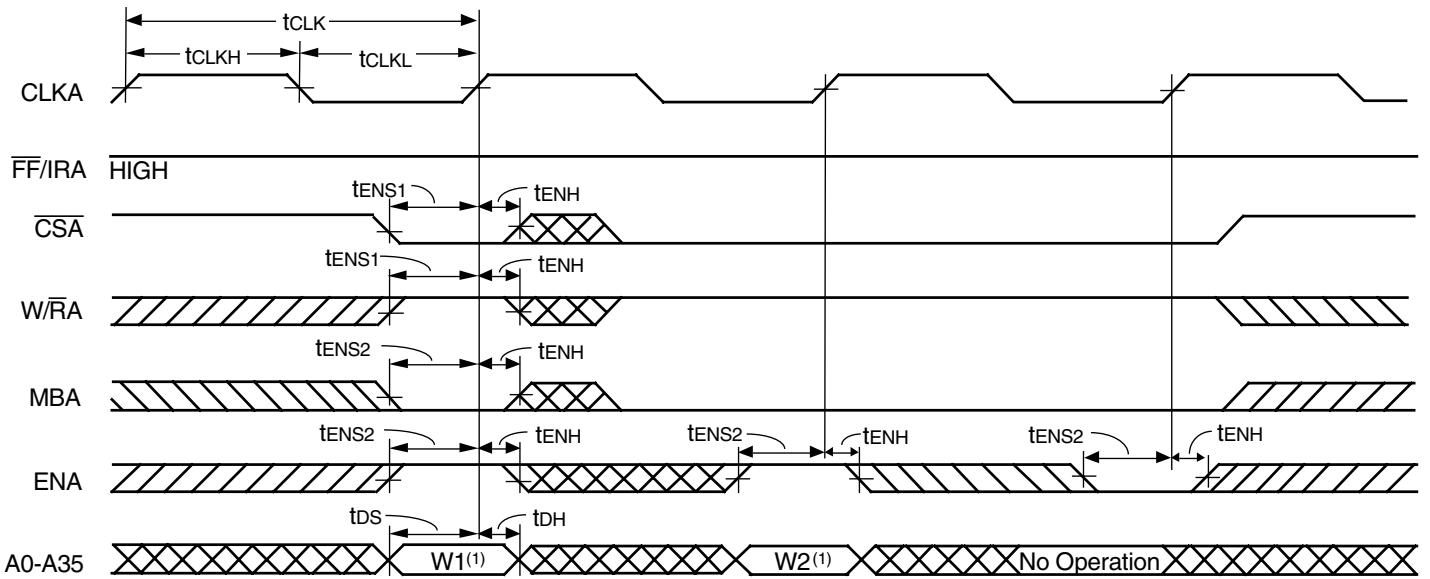 tCLK
tCLKH tCLKL
CLKA
FF/IRA HIGH
tENS1 tENH
CSA
tENS1 tENH
W/RA
tENS2 tENH
MBA
tENS2 tENH tENS2 tENH tENS2 tENH
ENA
tDS tDH
A0-A35 W1(1) W2(1) No Operation